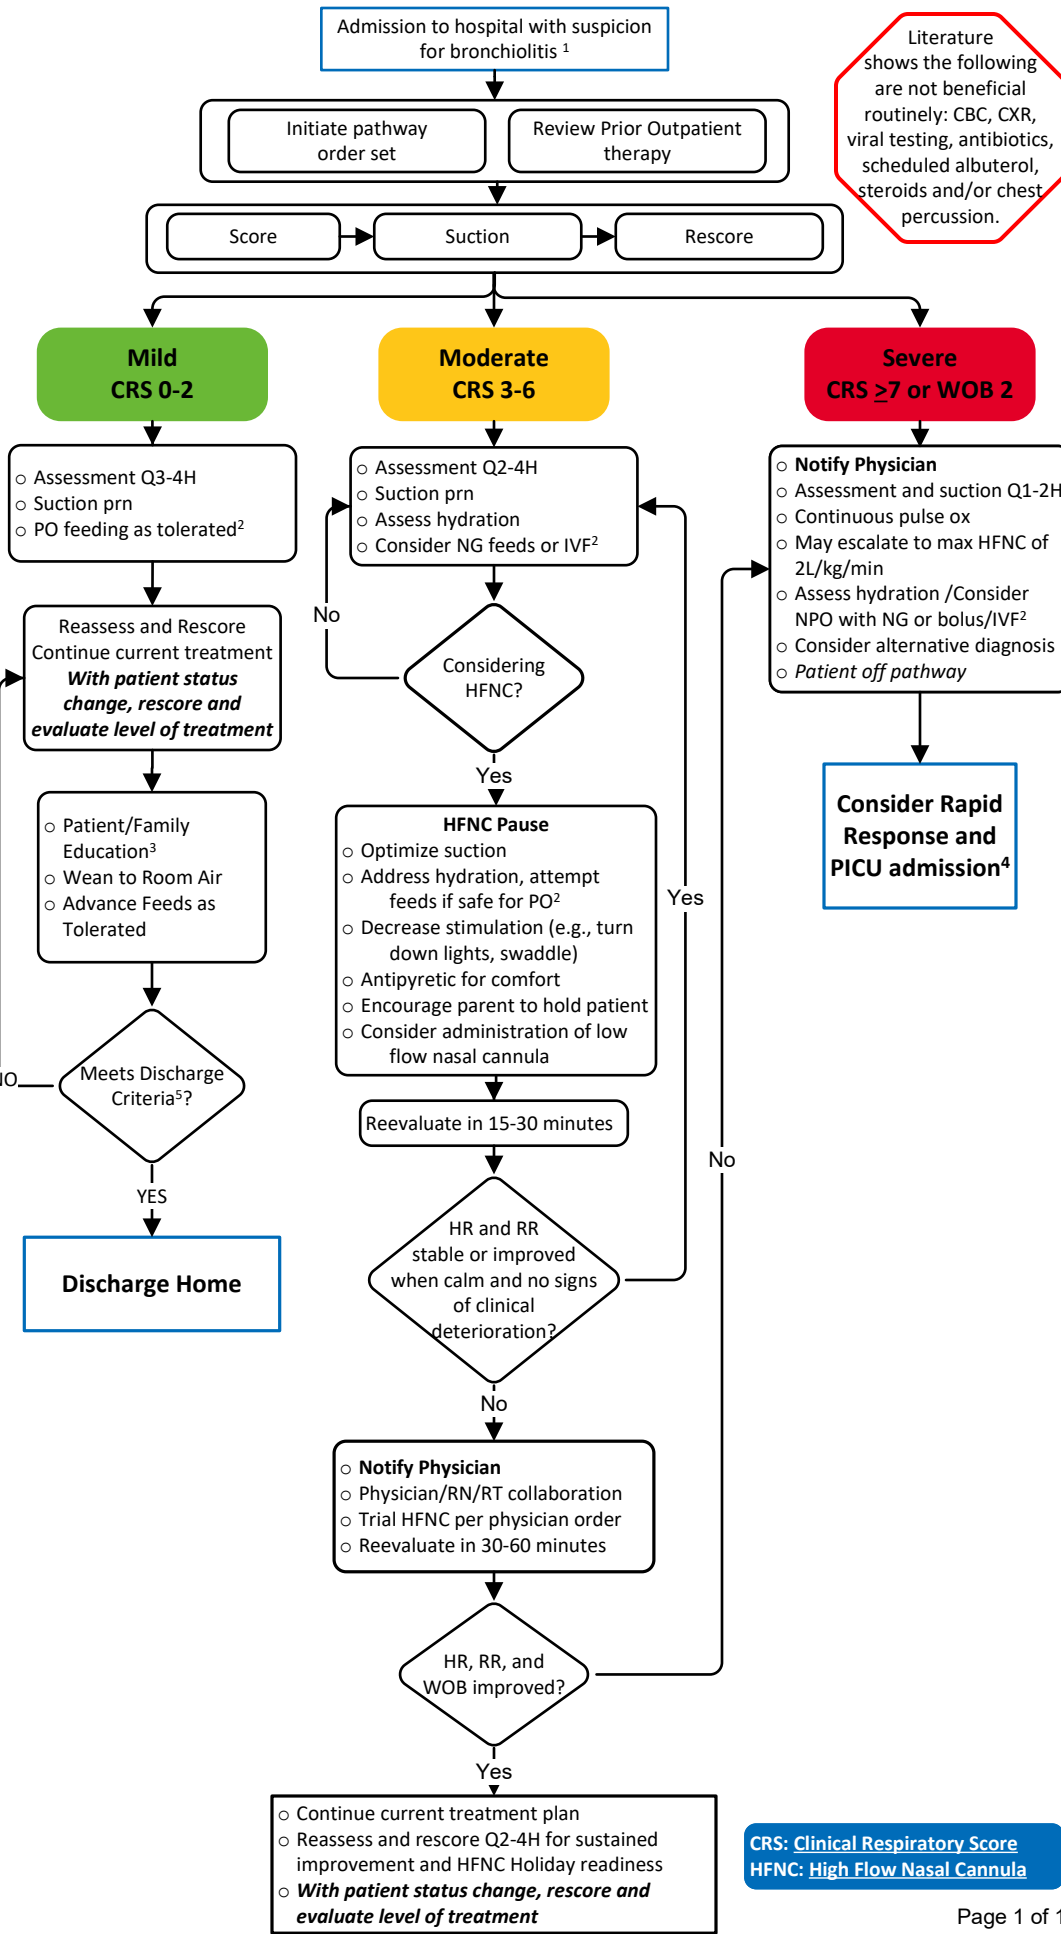 Admission to hospital with suspicion
for bronchiolitis 1
Literature
shows the following
are not beneficial
routinely: CBC, CXR,
viral testing, antibiotics,
scheduled albuterol,
steroids and/or chest
percussion.
Initiate pathway
order set
Review Prior Outpatient
therapy
Score
Suction
Rescore
Mild
CRS 0-2
Moderate
CRS 3-6
Severe
CRS ≥7 or WOB 2
○ Assessment Q3-4H
○ Suction prn
○ PO feeding as tolerated2
Reassess and Rescore
Continue current treatment
With patient status
change, rescore and
evaluate level of treatment
○ Patient/Family
Education3
○ Wean to Room Air
○ Advance Feeds as
Tolerated
Meets Discharge
Criteria5?
NO
YES
Discharge Home
○ Assessment Q2-4H
○ Suction prn
○ Assess hydration
○ Consider NG feeds or IVF2
No
Considering
HFNC?
Yes
HFNC Pause
○ Optimize suction
○ Address hydration, attempt
feeds if safe for PO2
○ Decrease stimulation (e.g., turn
down lights, swaddle)
○ Antipyretic for comfort
○ Encourage parent to hold patient
○ Consider administration of low
flow nasal cannula
Yes
Reevaluate in 15-30 minutes
HR and RR
stable or improved
when calm and no signs
of clinical
deterioration?
No
○ Notify Physician
○ Physician/RN/RT collaboration
○ Trial HFNC per physician order
○ Reevaluate in 30-60 minutes
HR, RR, and
WOB improved?
No
Yes
○ Continue current treatment plan
○ Reassess and rescore Q2-4H for sustained
improvement and HFNC Holiday readiness
○ With patient status change, rescore and
evaluate level of treatment
○ Notify Physician
○ Assessment and suction Q1-2H
○ Continuous pulse ox
○ May escalate to max HFNC of
2L/kg/min
○ Assess hydration /Consider
NPO with NG or bolus/IVF2
○ Consider alternative diagnosis
○ Patient off pathway
Consider Rapid
Response and
PICU admission4
CRS: Clinical Respiratory Score
HFNC: High Flow Nasal Cannula
Page 1 of 1